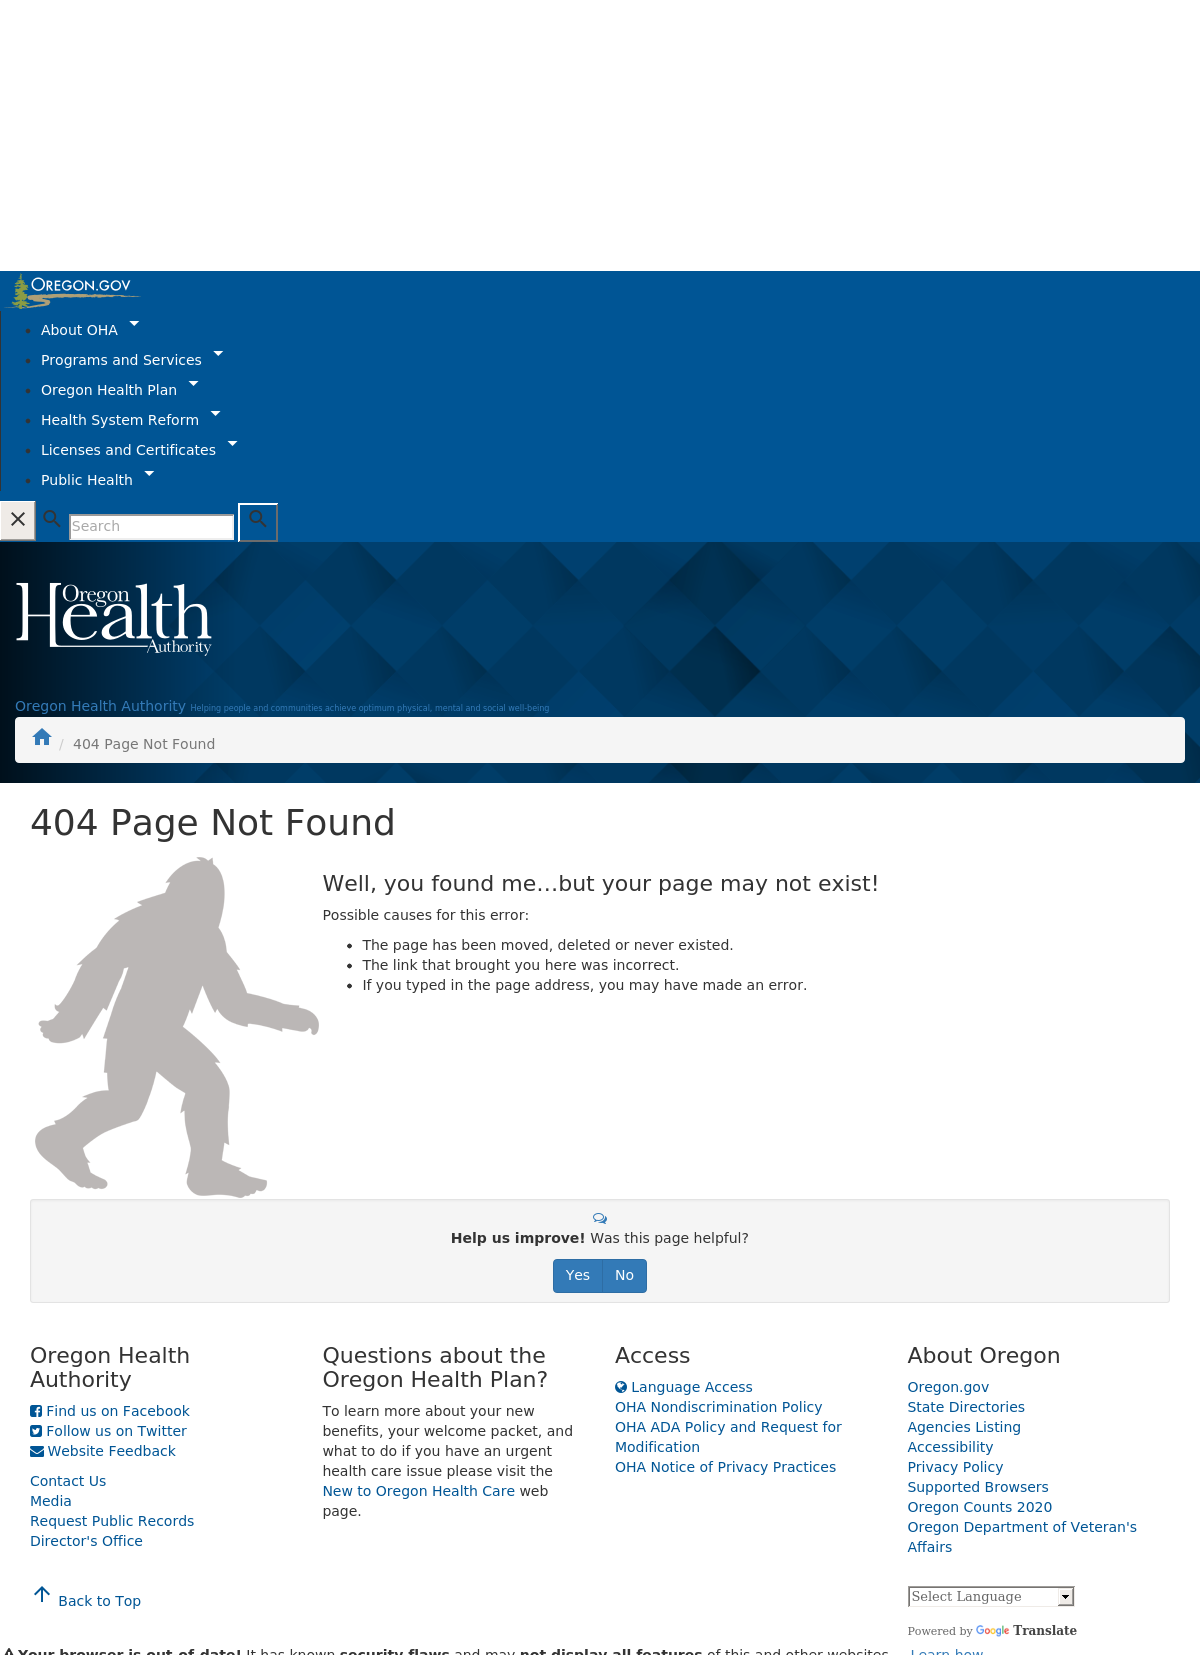 OREGON.GOV
About OHA
Programs and Services
Oregon Health Plan
Health System Reform
Licenses and Certificates
Public Health
Search
Oregon
Health
Authority
Oregon Health Authority Helping people and communities achieve optimum physical, mental and social well-being
/ 404 Page Not Found
404 Page Not Found
Well, you found me...but your page may not exist!
Possible causes for this error:
• The page has been moved, deleted or never existed.
• The link that brought you here was incorrect.
• If you typed in the page address, you may have made an error.
Help us improve! Was this page helpful?
Yes No
Oregon Health
Authority
Find us on Facebook
Follow us on Twitter
Website Feedback
Contact Us
Media
Request Public Records
Director's Office
Questions about the
Oregon Health Plan?
To learn more about your new
benefits, your welcome packet, and
what to do if you have an urgent
health care issue please visit the
New to Oregon Health Care web
page.
Access
Language Access
OHA Nondiscrimination Policy
OHA ADA Policy and Request for
Modification
OHA Notice of Privacy Practices
About Oregon
Oregon.gov
State Directories
Agencies Listing
Accessibility
Privacy Policy
Supported Browsers
Oregon Counts 2020
Oregon Department of Veteran's
Affairs
Back to Top
Select Language
Powered by Google Translate
Your browser is out-of-date! It has known security flaws and may not display all features of this and other websites. Learn how